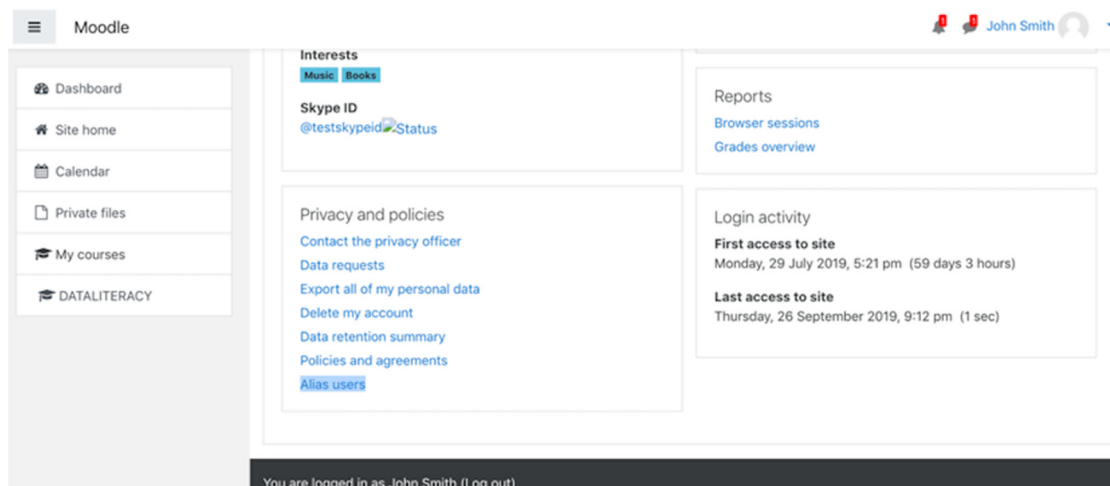 Moodle
1
1
John Smith
Dashboard
Site home
Calendar
Private files
My courses
DATALITERACY
Interests
Music Books
Skype ID
@testskypeidStatus
Privacy and policies
Contact the privacy officer
Data requests
Export all of my personal data
Delete my account
Data retention summary
Policies and agreements
Alias users
Reports
Browser sessions
Grades overview
Login activity
First access to site
Monday, 29 July 2019, 5:21 pm (59 days 3 hours)
Last access to site
Thursday, 26 September 2019, 9:12 pm (1 sec)
You are logged in as John Smith (Log out)